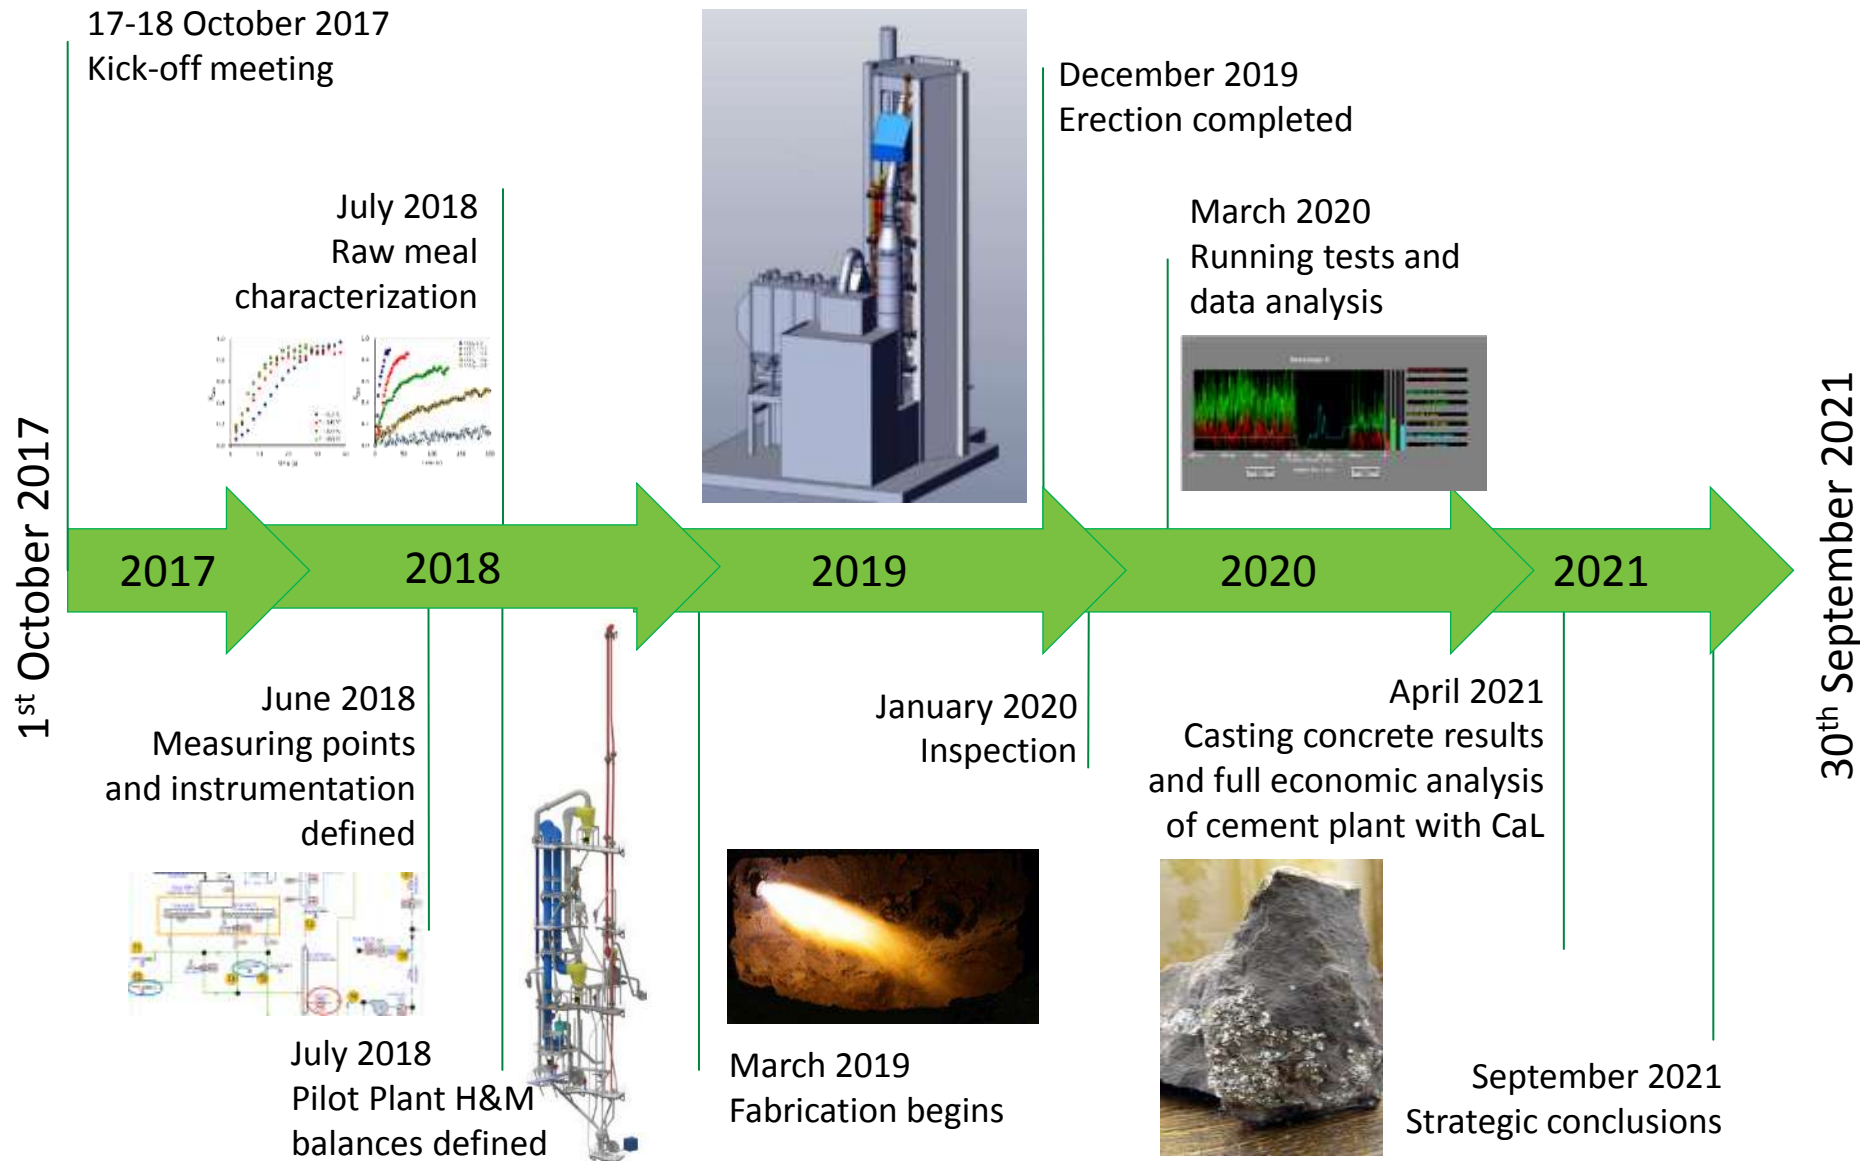 17-18 October 2017
Kick-off meeting
December 2019
Erection completed
July 2018
Raw meal
characterization
March 2020
Running tests and
data analysis
1st October 2017
2017
2018
2019
2020
2021
30th September 2021
June 2018
Measuring points
and instrumentation
defined
January 2020
Inspection
April 2021
Casting concrete results
and full economic analysis
of cement plant with CaL
July 2018
Pilot Plant H&M
balances defined
March 2019
Fabrication begins
September 2021
Strategic conclusions